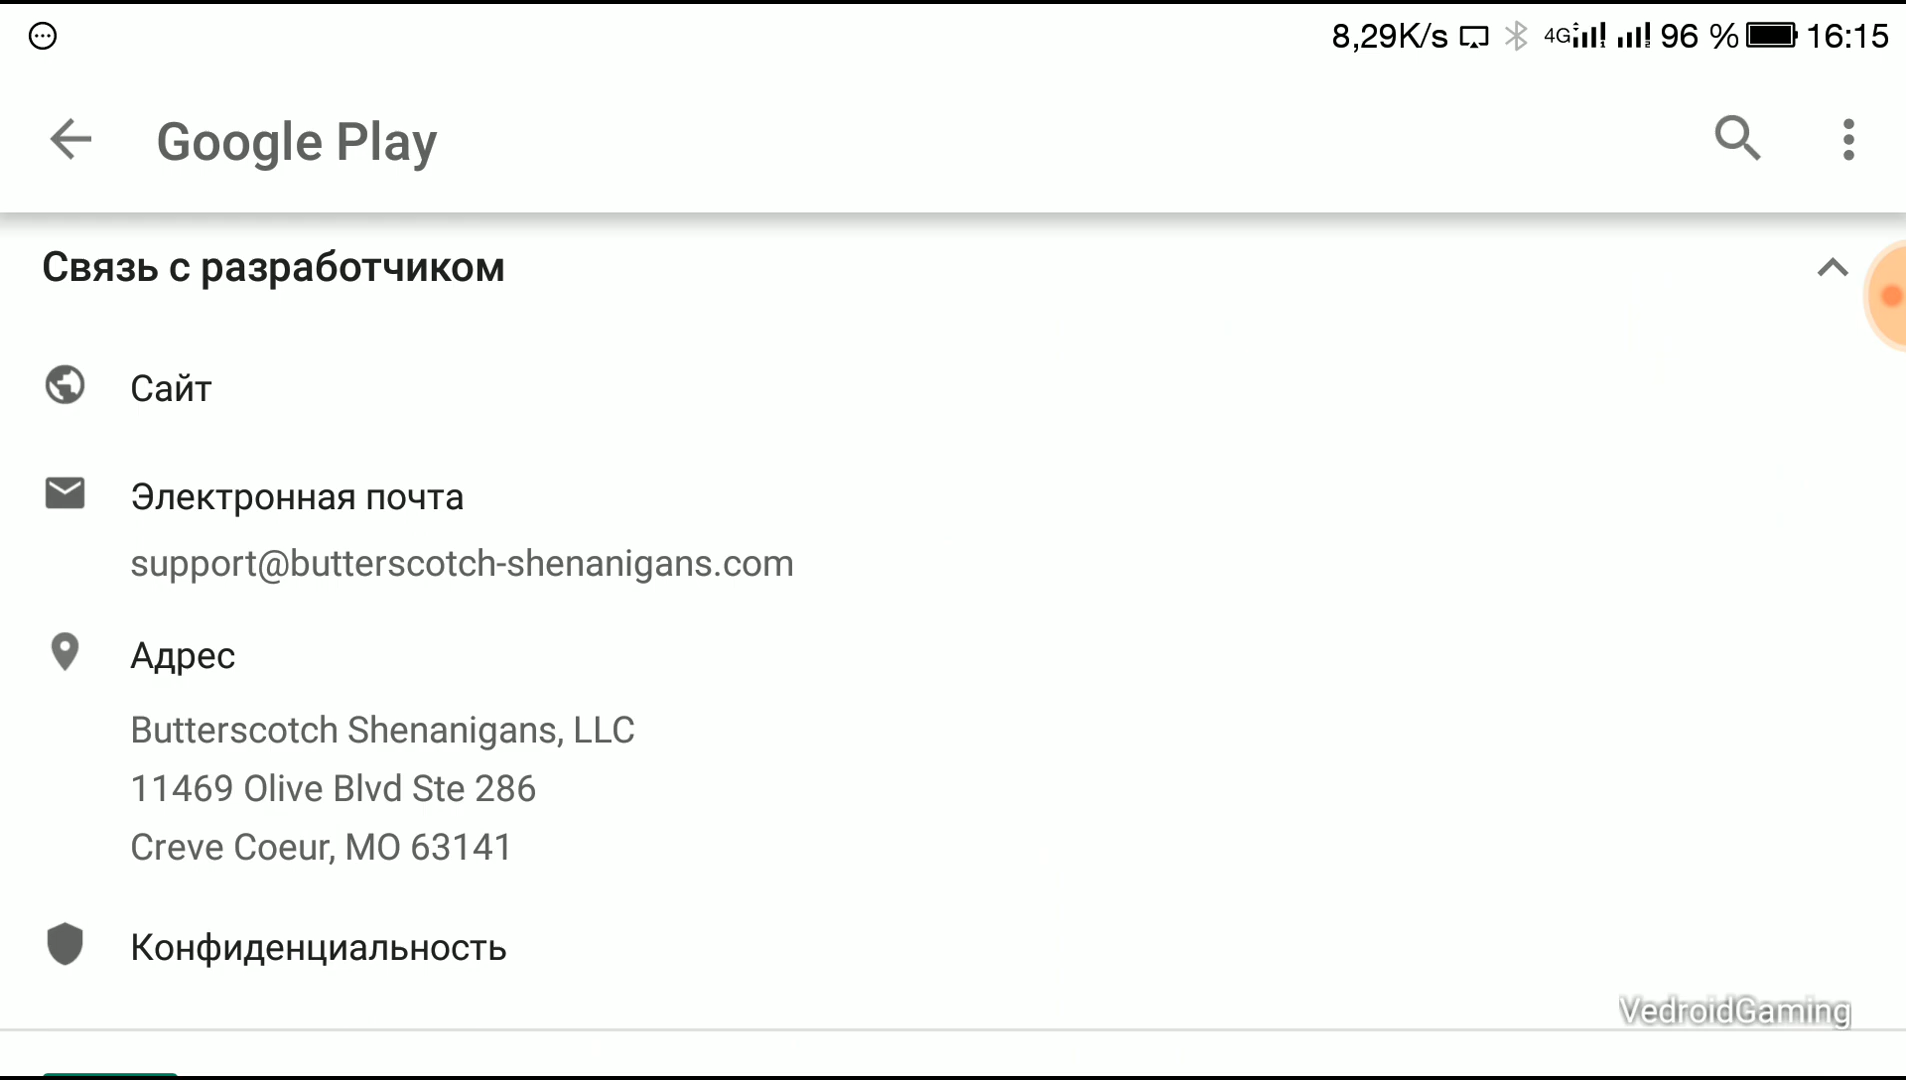 8,29K/s 4G 96 % 16:15
Google Play
Связь с разработчиком
Сайт
Электронная почта
support@butterscotch-shenanigans.com
Адрес
Butterscotch Shenanigans, LLC
11469 Olive Blvd Ste 286
Creve Coeur, MO 63141
Конфиденциальность
VedroidGaming